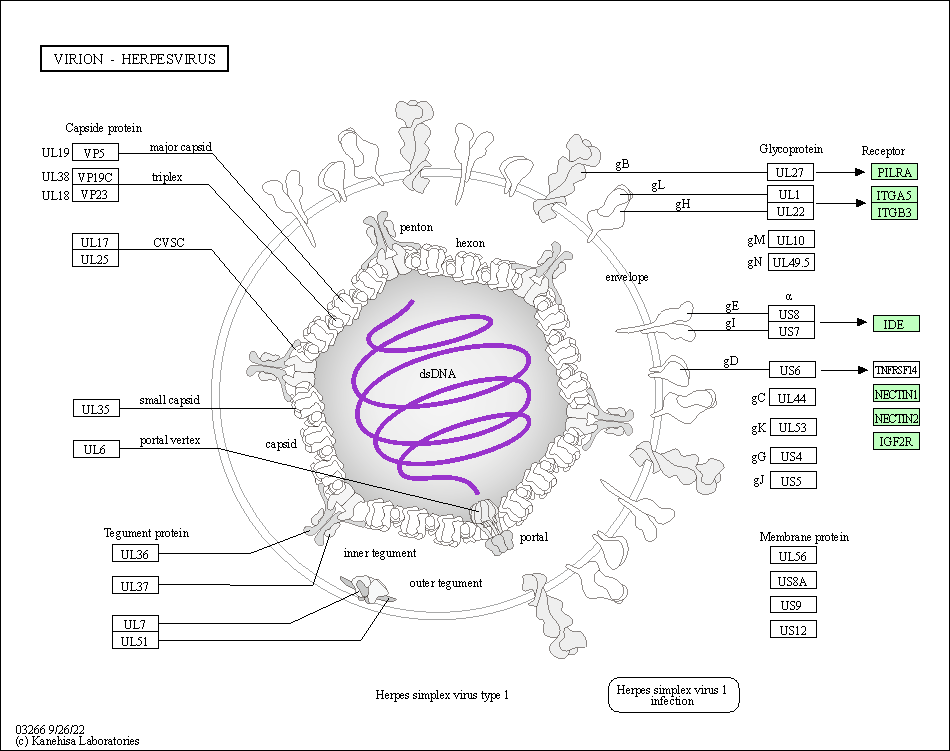 VIRION - HERPESVIRUS
Capside protein
UL19 VP5 major capsid
UL38 VP19C triplex
UL18 VP23
UL17 CVSC
UL25
UL35 small capsid
UL6 portal vertex
Tegument protein
UL36
UL37
UL7
UL51
penton
hexon
envelope
dsDNA
capsid
portal
inner tegument
outer tegument
Glycoprotein Receptor
gB UL27 PILRA
gL UL1 ITGA5
gH UL22 ITGB3
gM UL10
gN UL49.5
α
gE US8 IDE
gI US7
gD US6 TNFRSF14
gC UL44 NECTIN1
gK UL53 NECTIN2
gG US4 IGF2R
gJ US5
Membrane protein
UL56
US8A
US9
US12
Herpes simplex virus type 1
Herpes simplex virus 1
infection
03266 9/26/22
(c) Kanehisa Laboratories